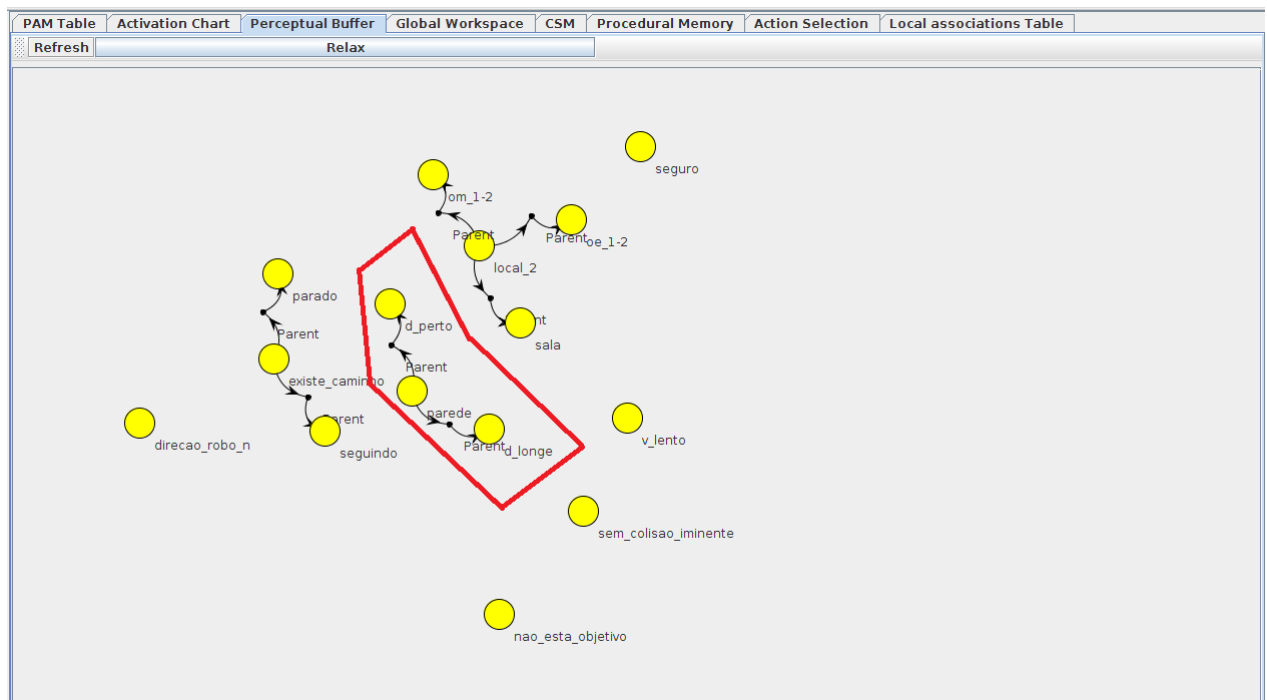 PAM Table Activation Chart Perceptual Buffer Global Workspace CSM Procedural Memory Action Selection Local associations Table
Refresh Relax
seguro
om_1-2
Parent
Parent
oe_1-2
local_2
parado
nt
d_perto
Parent
sala
Parent
existe_caminho
parede
arent
v_lento
direcao_robo_n
Parent
d_longe
seguindo
sem_colisao_iminente
nao_esta_objetivo